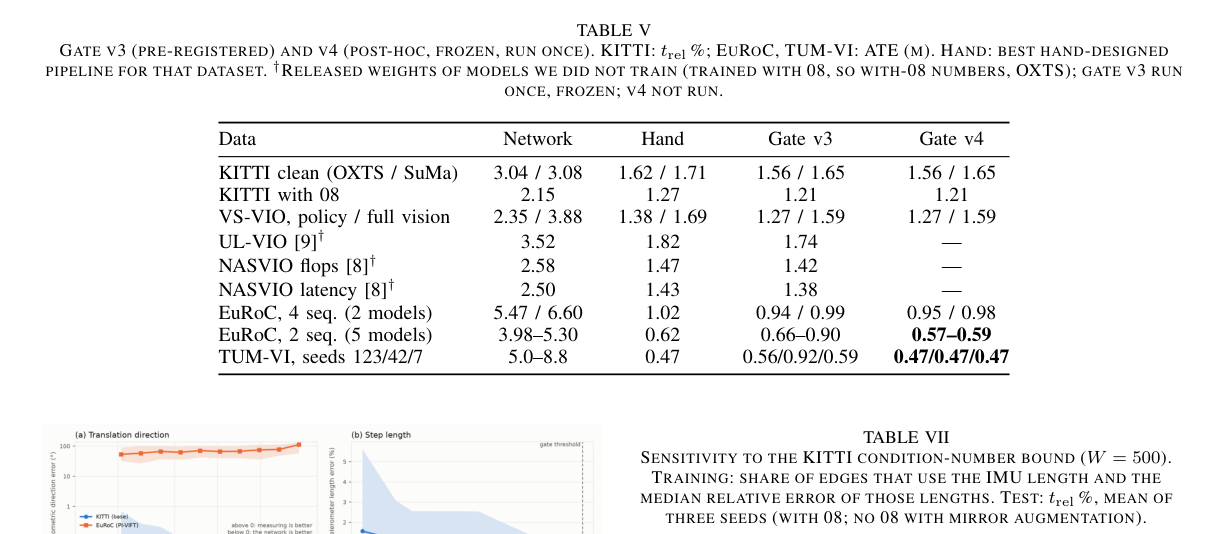 TABLE V
GATE V3 (PRE-REGISTERED) AND V4 (POST-HOC, FROZEN, RUN ONCE). KITTI: t_rel %; EUROC, TUM-VI: ATE (M). HAND: BEST HAND-DESIGNED
PIPELINE FOR THAT DATASET. †RELEASED WEIGHTS OF MODELS WE DID NOT TRAIN (TRAINED WITH 08, SO WITH-08 NUMBERS, OXTS); GATE V3 RUN
ONCE, FROZEN; V4 NOT RUN.
Data Network Hand Gate v3 Gate v4
KITTI clean (OXTS / SuMa) 3.04 / 3.08 1.62 / 1.71 1.56 / 1.65 1.56 / 1.65
KITTI with 08 2.15 1.27 1.21 1.21
VS-VIO, policy / full vision 2.35 / 3.88 1.38 / 1.69 1.27 / 1.59 1.27 / 1.59
UL-VIO [9]† 3.52 1.82 1.74 —
NASVIO flops [8]† 2.58 1.47 1.42 —
NASVIO latency [8]† 2.50 1.43 1.38 —
EuRoC, 4 seq. (2 models) 5.47 / 6.60 1.02 0.94 / 0.99 0.95 / 0.98
EuRoC, 2 seq. (5 models) 3.98–5.30 0.62 0.66–0.90 0.57–0.59
TUM-VI, seeds 123/42/7 5.0–8.8 0.47 0.56/0.92/0.59 0.47/0.47/0.47
(a) Translation direction
100
10
1
ometric direction error (°)
KITTI (base)
EuRoC (PI-VIFT)
above 0: measuring is better
below 0: the network is better
(b) Step length
gate threshold
5
4
3
2
elerometer length error (%)
TABLE VII
SENSITIVITY TO THE KITTI CONDITION-NUMBER BOUND (W = 500).
TRAINING: SHARE OF EDGES THAT USE THE IMU LENGTH AND THE
MEDIAN RELATIVE ERROR OF THOSE LENGTHS. TEST: t_rel %, MEAN OF
THREE SEEDS (WITH 08; NO 08 WITH MIRROR AUGMENTATION).